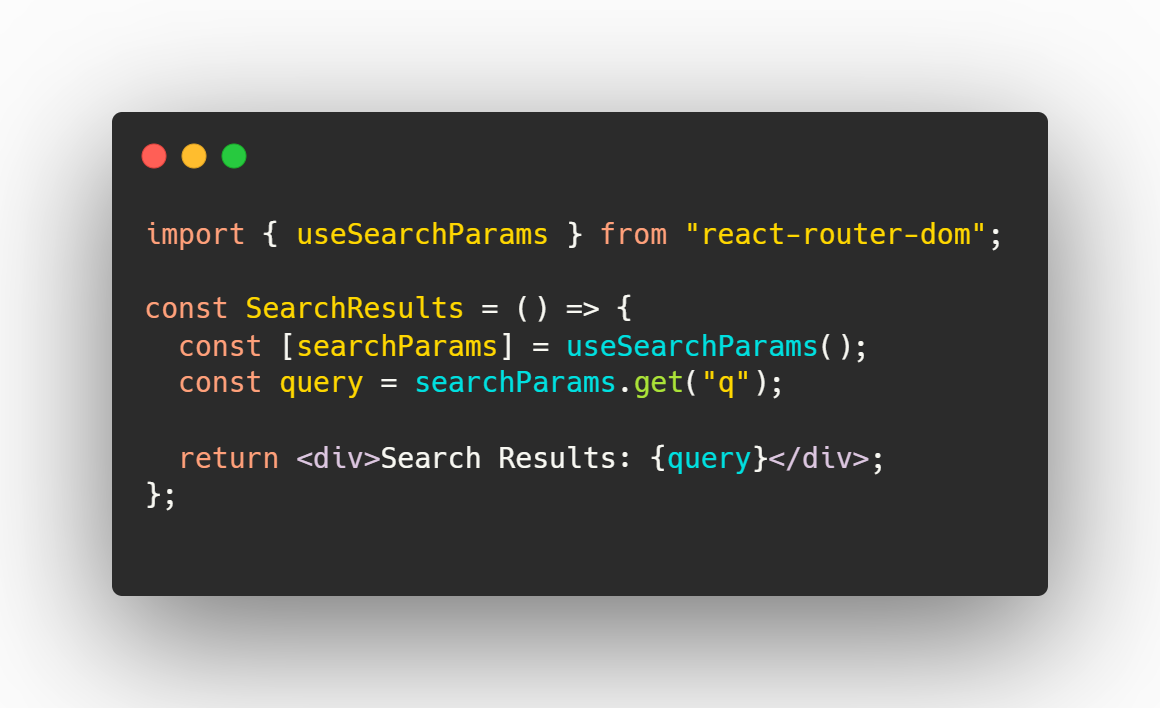 import { useSearchParams } from "react-router-dom";
const SearchResults = () => {
  const [searchParams] = useSearchParams();
  const query = searchParams.get("q");
  return <div>Search Results: {query}</div>;
};